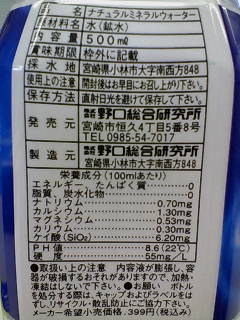 品名 ナチュラルミネラルウォーター
原材料名 水(鉱水)
内容量 500ml
賞味期限 枠外に記載
採水地 宮崎県小林市大字南西方848
使用上の注意 開封後はお早めにお召し上がり下さい。
保存方法 直射日光を避けて保存して下さい。
発売元 株式会社野口総合研究所
宮崎市恒久4丁目5番8号
TEL0985-54-7017
製造元 株式会社野口総合研究所
宮崎県小林市大字南西方848
栄養成分(100mlあたり)
エネルギー、たんぱく質 :0
脂質、炭水化物 :0
ナトリウム :0.70mg
カルシウム :1.30mg
マグネシウム :0.53mg
カリウム :0.30mg
ケイ酸(SiO₂) :6.20mg
PH値 :8.6(22℃)
硬度 :55mg/L
●取扱い上の注意 内容液が膨張し、容
器が破損するおそれがありますので、加熱・
凍結はしないで下さい。●お願い ボトル
を処分する際は、キャップおよびラベルをは
ずし、リサイクル・散乱防止にご協力下さい。
メーカー希望小売価格、399円(税込み)